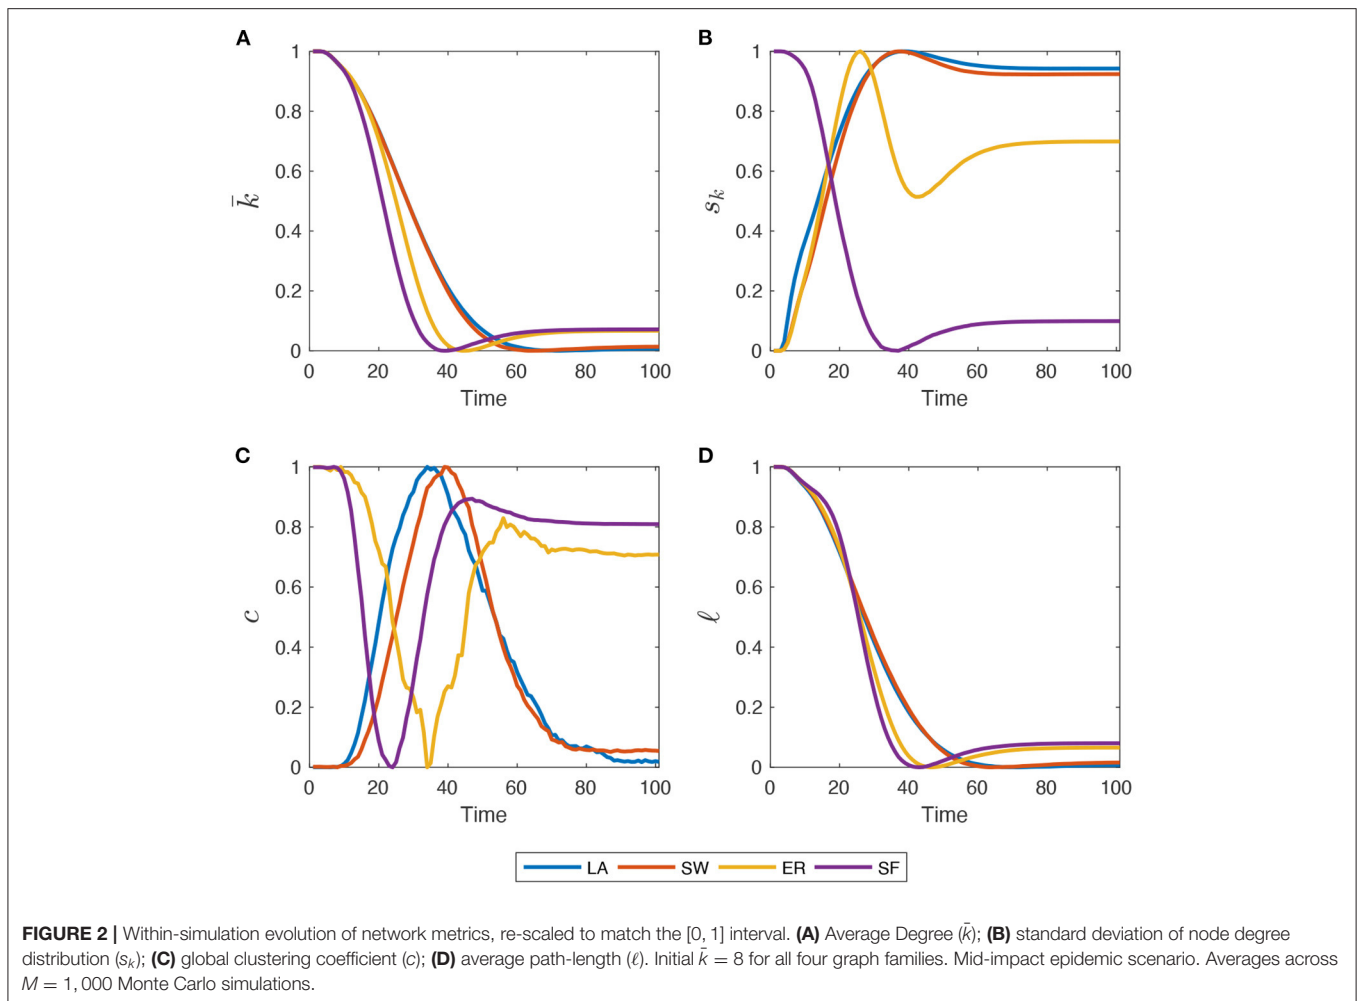 A
1
0.8
0.6
0.4
0.2
0
k̄
0 20 40 60 80 100
Time
B
1
0.8
0.6
0.4
0.2
0
sₖ
0 20 40 60 80 100
Time
C
1
0.8
0.6
0.4
0.2
0
c
0 20 40 60 80 100
Time
D
1
0.8
0.6
0.4
0.2
0
ℓ
0 20 40 60 80 100
Time
LA SW ER SF
FIGURE 2 | Within-simulation evolution of network metrics, re-scaled to match the [0, 1] interval. (A) Average Degree (k̄); (B) standard deviation of node degree
distribution (sₖ); (C) global clustering coefficient (c); (D) average path-length (ℓ). Initial k̄ = 8 for all four graph families. Mid-impact epidemic scenario. Averages across
M = 1, 000 Monte Carlo simulations.